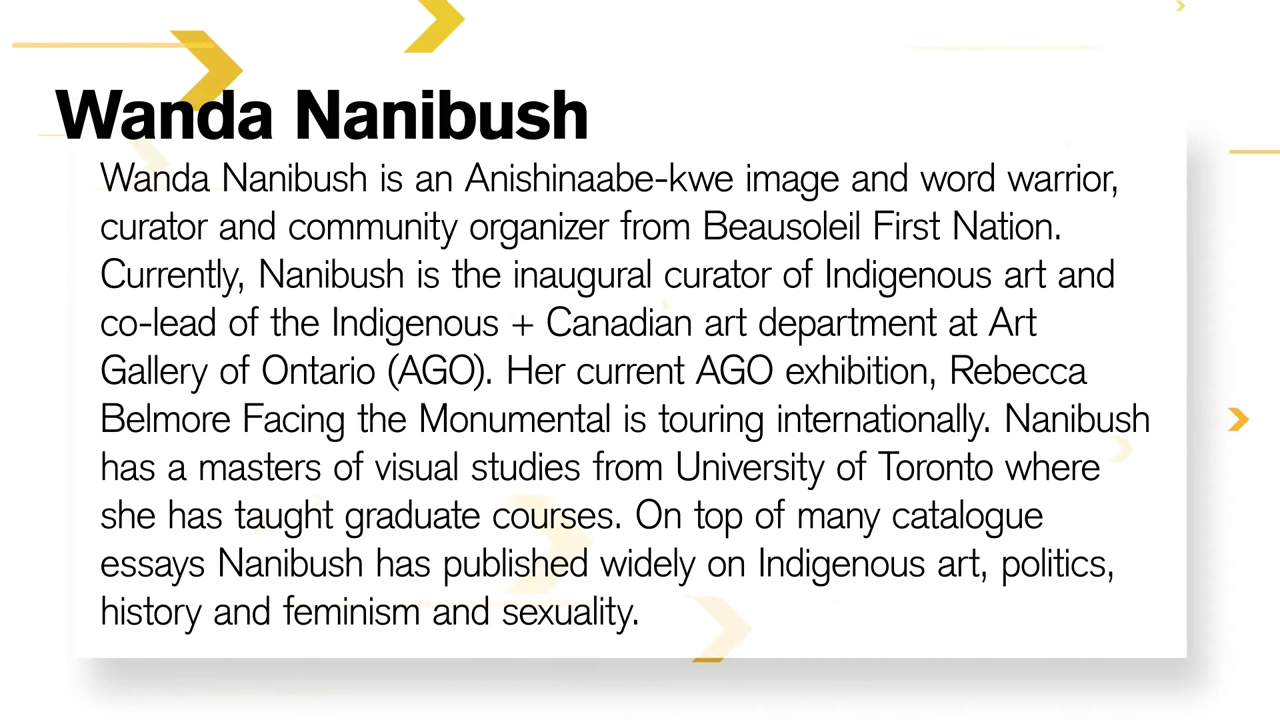 Wanda Nanibush
Wanda Nanibush is an Anishinaabe-kwe image and word warrior,
curator and community organizer from Beausoleil First Nation.
Currently, Nanibush is the inaugural curator of Indigenous art and
co-lead of the Indigenous + Canadian art department at Art
Gallery of Ontario (AGO). Her current AGO exhibition, Rebecca
Belmore Facing the Monumental is touring internationally. Nanibush
has a masters of visual studies from University of Toronto where
she has taught graduate courses. On top of many catalogue
essays Nanibush has published widely on Indigenous art, politics,
history and feminism and sexuality.